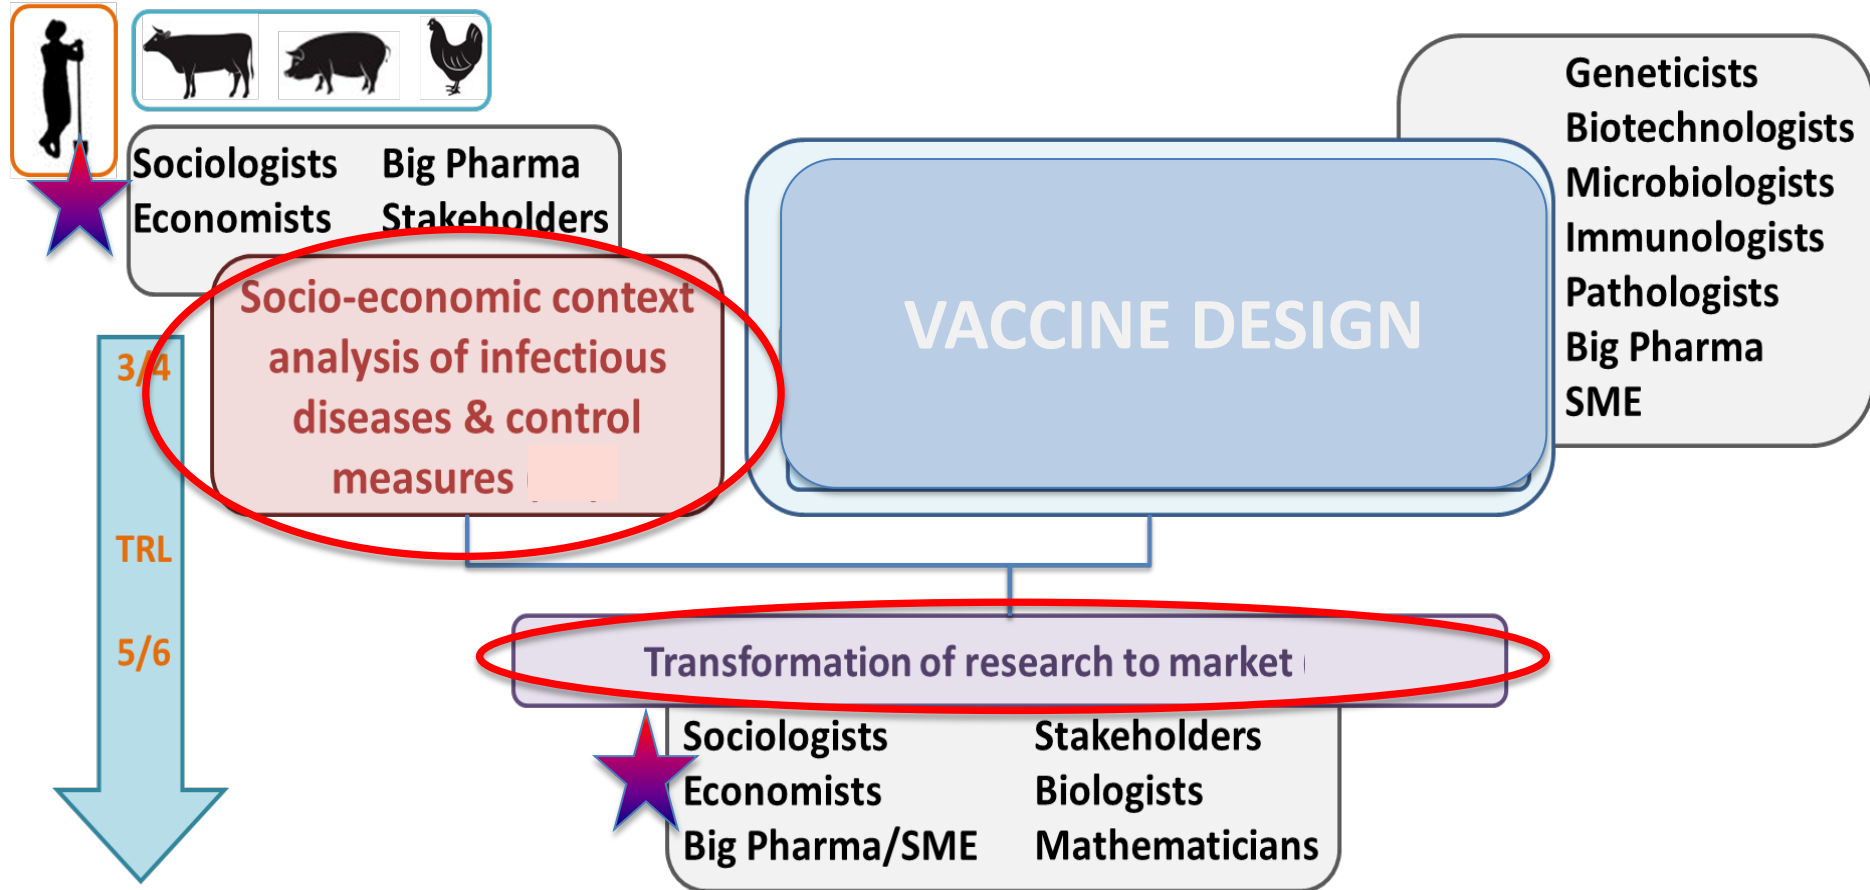 Sociologists Big Pharma
Economists Stakeholders
Socio-economic context
analysis of infectious
diseases & control
measures
3/4
TRL
5/6
VACCINE DESIGN
Geneticists
Biotechnologists
Microbiologists
Immunologists
Pathologists
Big Pharma
SME
Transformation of research to market
Sociologists Stakeholders
Economists Biologists
Big Pharma/SME Mathematicians